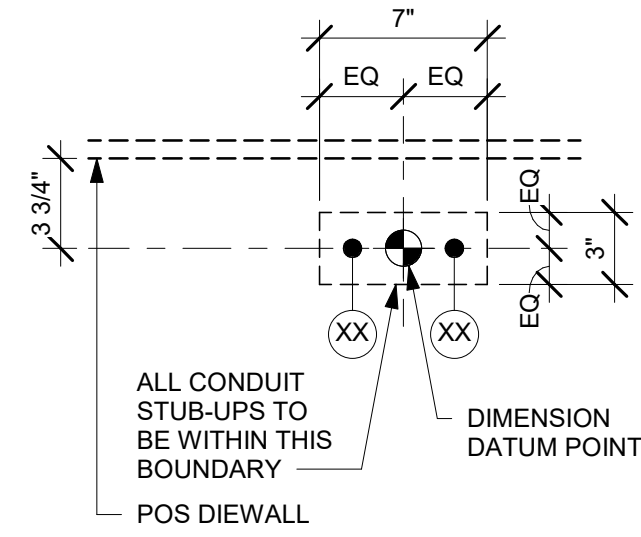 7"
EQ EQ
3 3/4"
EQ
3"
EQ
XX XX
ALL CONDUIT
STUB-UPS TO
BE WITHIN THIS
BOUNDARY
DIMENSION
DATUM POINT
POS DIEWALL